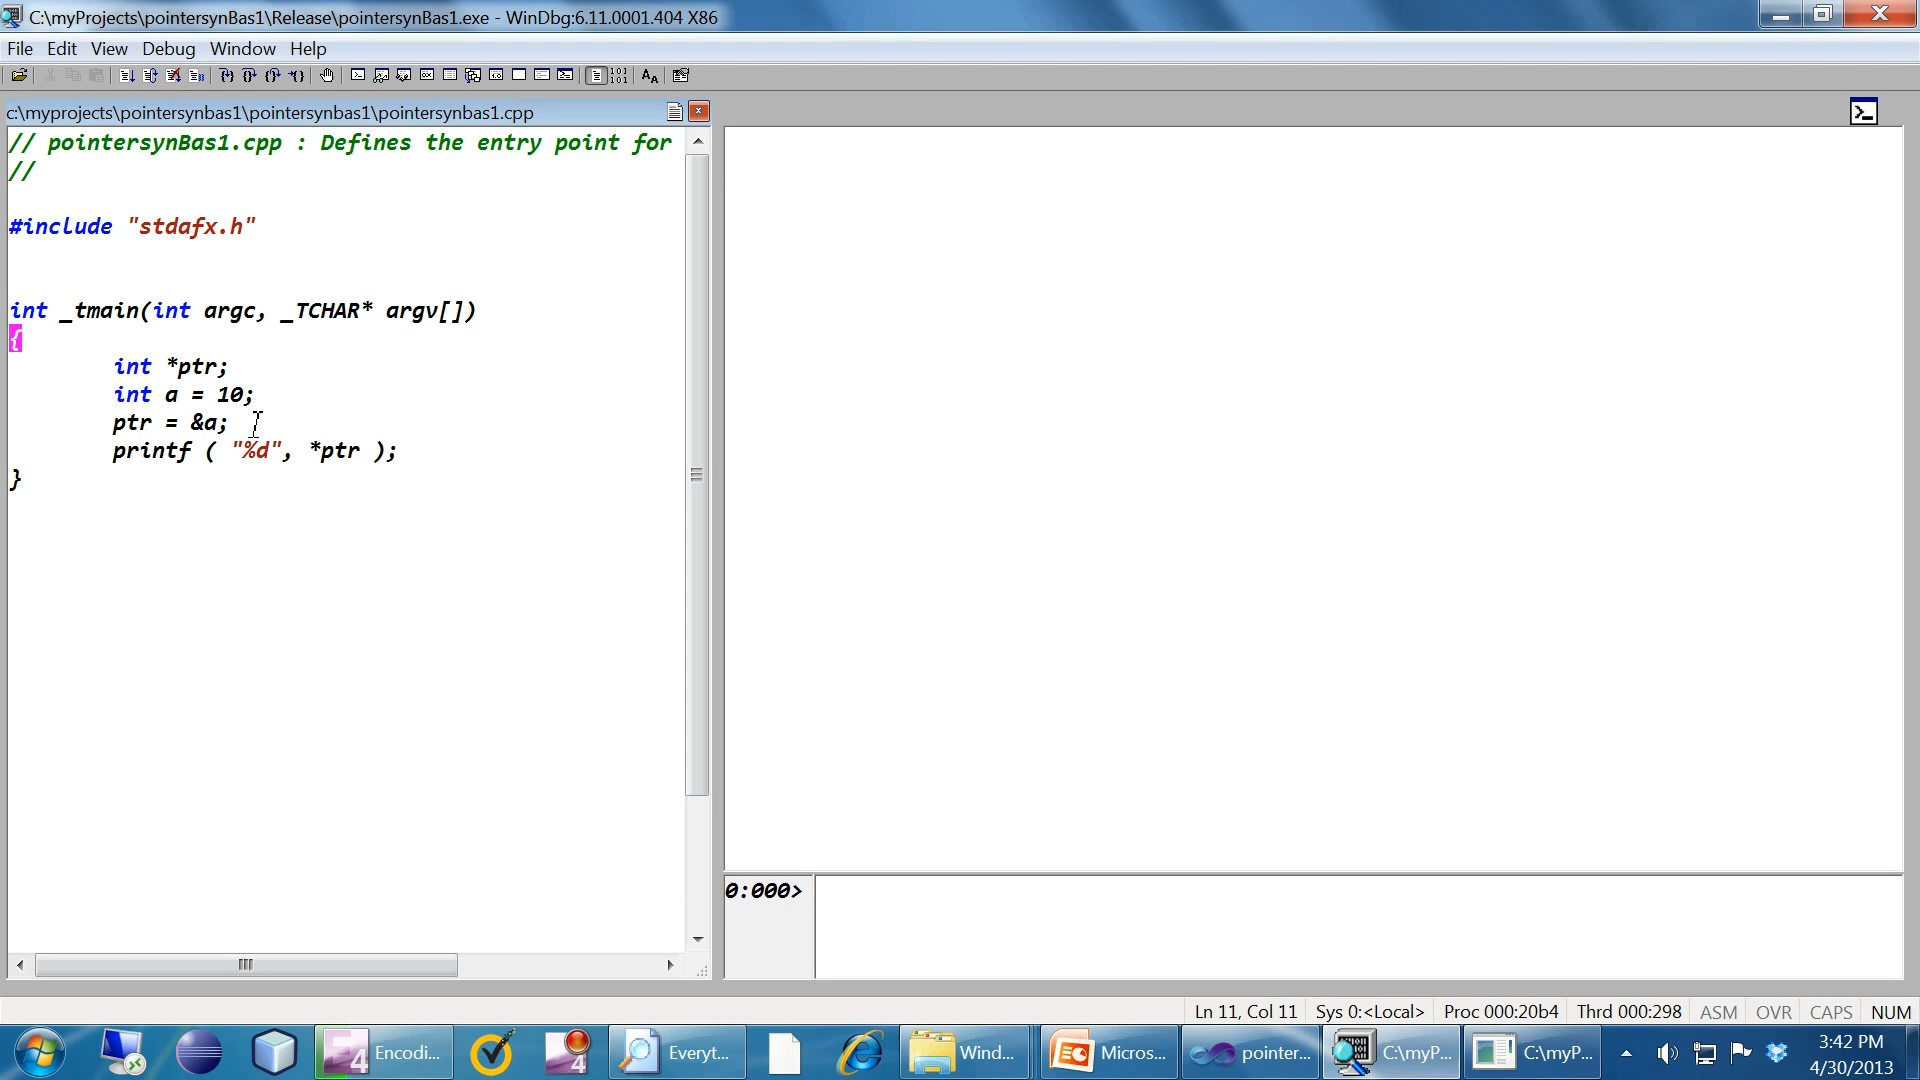 C:\myProjects\pointersynBas1\Release\pointersynBas1.exe - WinDbg:6.11.0001.404 X86
File Edit View Debug Window Help
c:\myprojects\pointersynbas1\pointersynbas1\pointersynbas1.cpp
// pointersynBas1.cpp : Defines the entry point for
//
#include "stdafx.h"
int _tmain(int argc, _TCHAR* argv[])
{
int *ptr;
int a = 10;
ptr = &a;
printf ( "%d", *ptr );
}
0:000>
Ln 11, Col 11 Sys 0:<Local> Proc 000:20b4 Thrd 000:298 ASM OVR CAPS NUM
Encodi... Everyt... Wind... Micros... pointer... C:\myP... C:\myP... 3:42 PM
4/30/2013